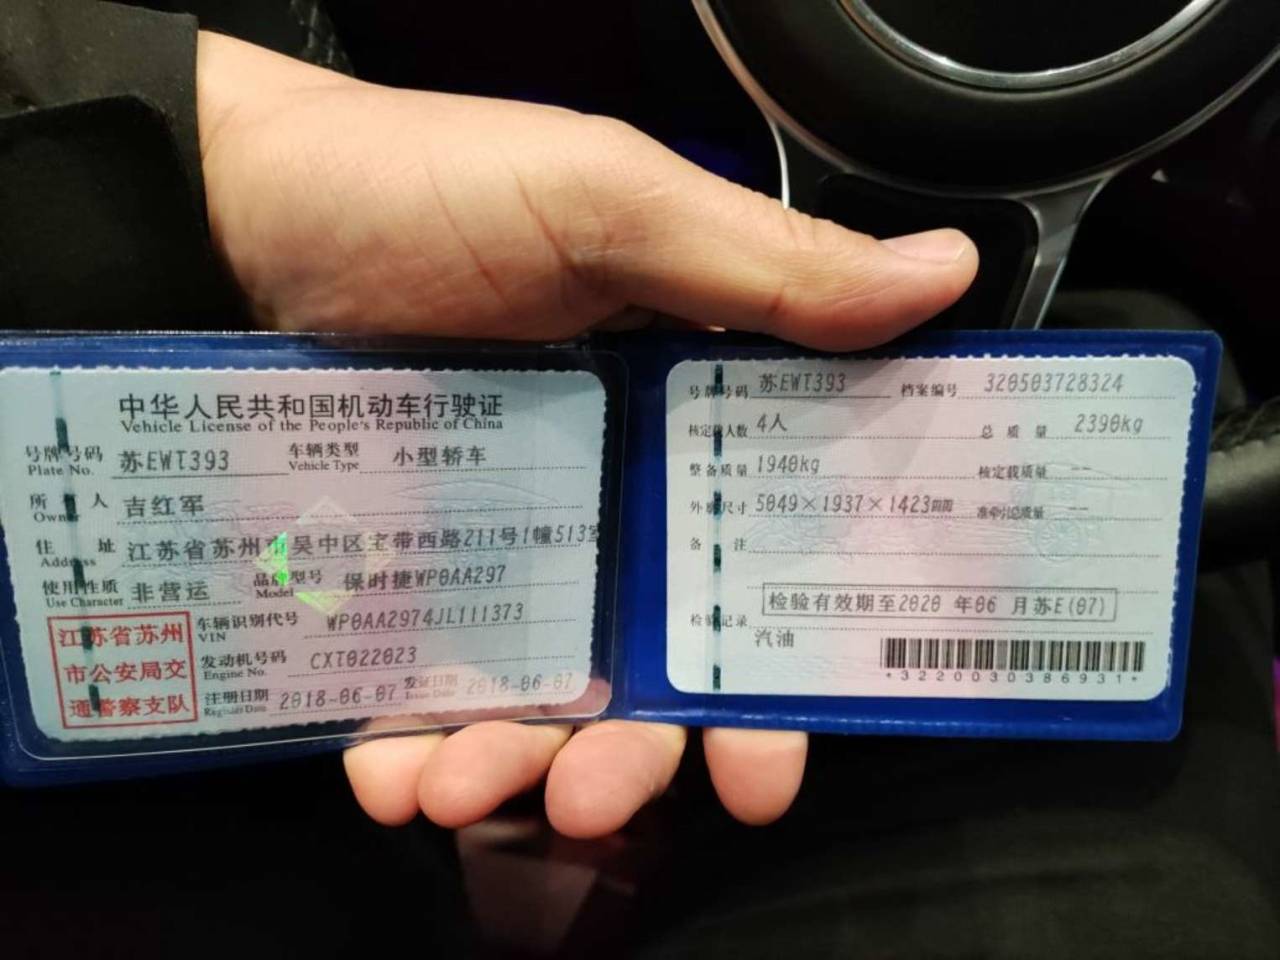 中华人民共和国机动车行驶证
Vehicle License of the People's Republic of China
号牌号码 苏EWT393 车辆类型 小型轿车
Plate No. Vehicle Type
所有人 吉红军
Owner
住 址 江苏省苏州市吴中区宝带西路211号1幢513室
Address
使用性质 非营运 品牌型号 保时捷WP0AA297
Use Character Model
江苏省苏州
市公安局交
通警察支队
车辆识别代号 WP0AA2974JL111373
VIN
发动机号码 CXT022023
Engine No.
注册日期 2018-06-07 发证日期 2018-06-07
Register Date Issue Date
号牌号码 苏EWT393 档案编号 320503728324
核定载人数 4人 总 质 量 2390kg
整备质量 1940kg 核定载质量 --
外廓尺寸 5049×1937×1423mm 准牵引总质量 --
备 注
检验有效期至2020 年06 月苏E(07)
检验记录
汽油
*3220030386931*